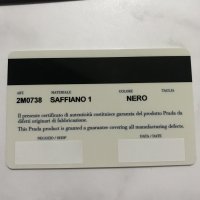 ART. MATERIALE COLORE TAGLIA
2M0738 SAFFIANO 1 NERO
Il presente certificato di autenticità costituisce garanzia del prodotto Prada da
difetti originari di fabbricazione.
This Prada product is granted a guarantee covering all manufacturing defects.
NEGOZIO / SHOP DATA / DATE